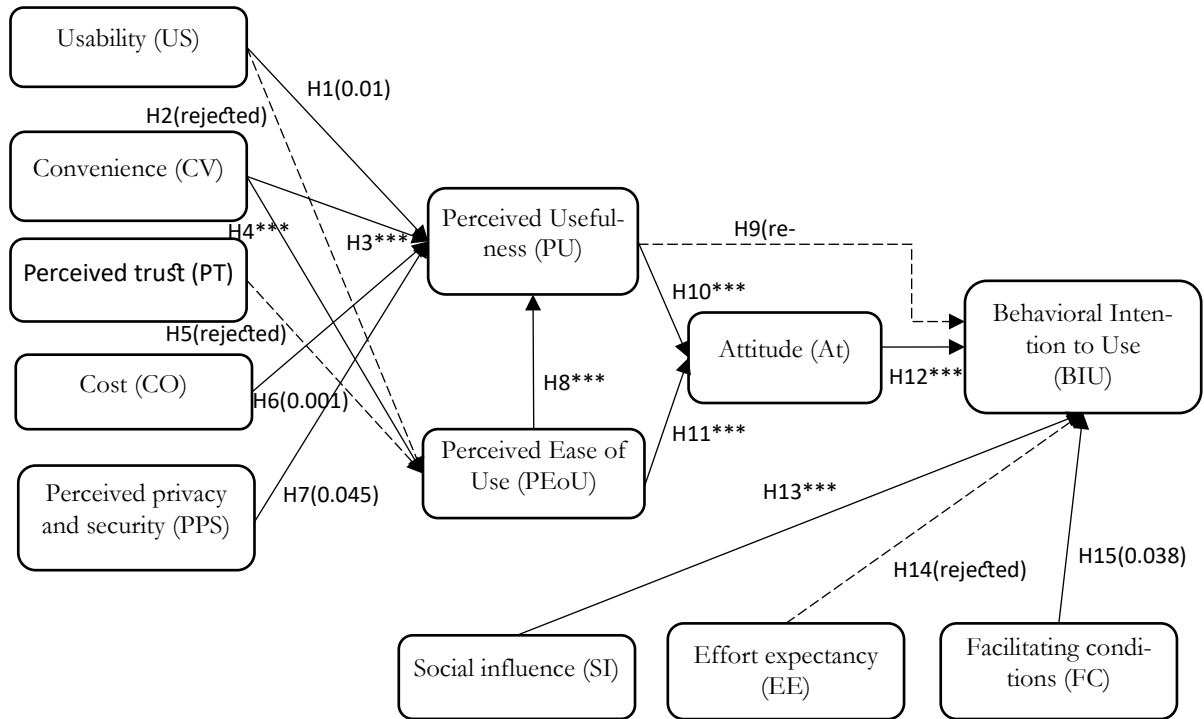 Usability (US)
H1(0.01)
H2(rejected)
Convenience (CV)
H4***
H3***
Perceived Useful-
ness (PU)
H9(re-
Perceived trust (PT)
H10***
Behavioral Inten-
tion to Use
(BIU)
H5(rejected)
Attitude (At)
H12***
Cost (CO)
H6(0.001)
H8***
H11***
Perceived Ease of
Use (PEoU)
Perceived privacy
and security (PPS)
H7(0.045)
H13***
H14(rejected)
H15(0.038)
Social influence (SI)
Effort expectancy
(EE)
Facilitating condi-
tions (FC)